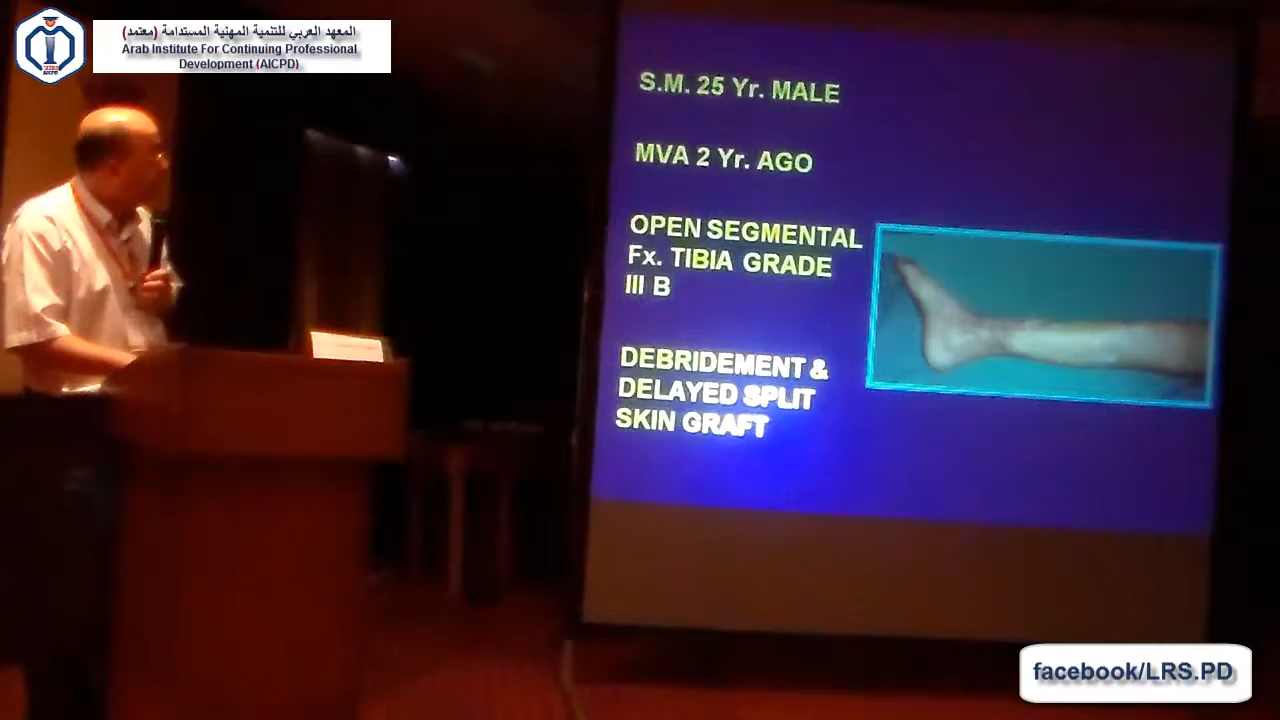 المعهد العربي للتنمية المهنية المستدامة (معتمد)
Arab Institute For Continuing Professional
Development (AICPD)
AICPD
S.M. 25 Yr. MALE
MVA 2 Yr. AGO
OPEN SEGMENTAL
Fx. TIBIA GRADE
III B
DEBRIDEMENT &
DELAYED SPLIT
SKIN GRAFT
facebook/LRS.PD